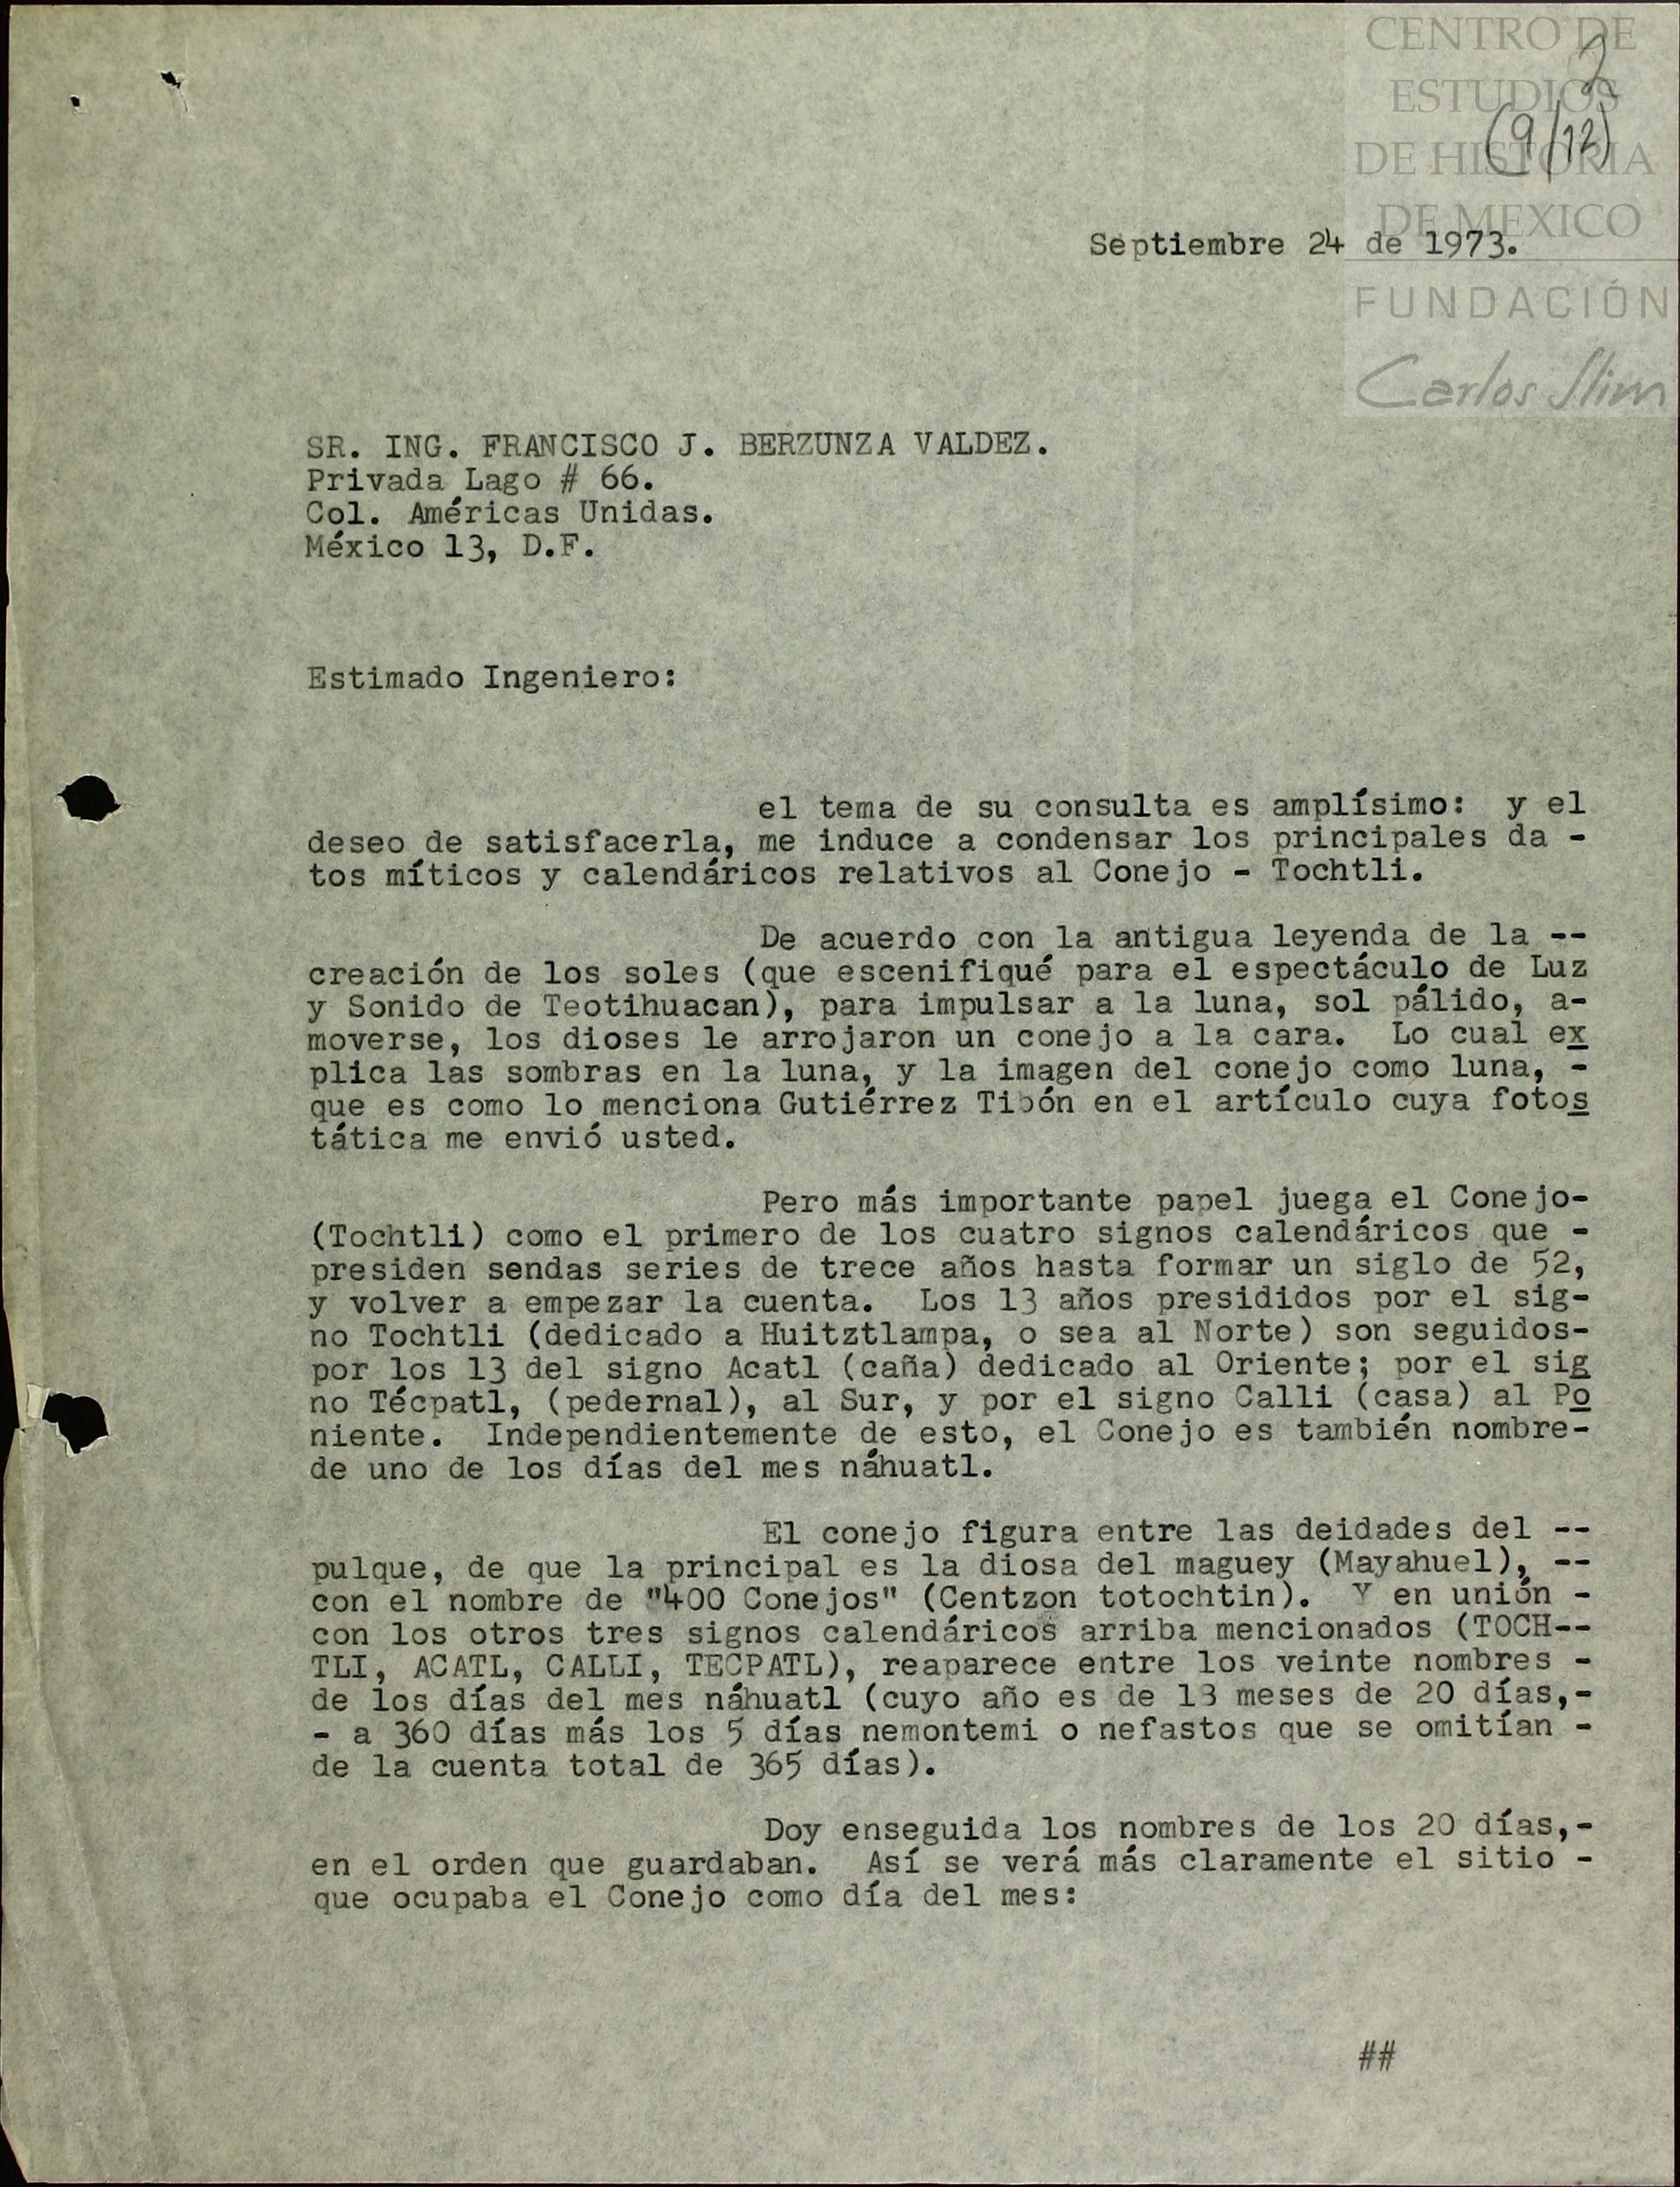 CENTRO DE
ESTUDIOS
DE HISTORIA
DE MEXICO
FUNDACIÓN
Carlos Slim
2
(9/12)
Septiembre 24 de 1973.
SR. ING. FRANCISCO J. BERZUNZA VALDEZ.
Privada Lago # 66.
Col. Américas Unidas.
México 13, D.F.
Estimado Ingeniero:
el tema de su consulta es amplísimo: y el
deseo de satisfacerla, me induce a condensar los principales da -
tos míticos y calendáricos relativos al Conejo - Tochtli.
De acuerdo con la antigua leyenda de la --
creación de los soles (que escenifiqué para el espectáculo de Luz
y Sonido de Teotihuacan), para impulsar a la luna, sol pálido, a-
moverse, los dioses le arrojaron un conejo a la cara. Lo cual ex
plica las sombras en la luna, y la imagen del conejo como luna, -
que es como lo menciona Gutiérrez Tibón en el artículo cuya fotos
tática me envió usted.
Pero más importante papel juega el Conejo-
(Tochtli) como el primero de los cuatro signos calendáricos que -
presiden sendas series de trece años hasta formar un siglo de 52,
y volver a empezar la cuenta. Los 13 años presididos por el sig-
no Tochtli (dedicado a Huitztlampa, o sea al Norte) son seguidos-
por los 13 del signo Acatl (caña) dedicado al Oriente; por el sig
no Técpatl, (pedernal), al Sur, y por el signo Calli (casa) al Po
niente. Independientemente de esto, el Conejo es también nombre-
de uno de los días del mes náhuatl.
El conejo figura entre las deidades del --
pulque, de que la principal es la diosa del maguey (Mayahuel), --
con el nombre de "400 Conejos" (Centzon totochtin). Y en unión -
con los otros tres signos calendáricos arriba mencionados (TOCH--
TLI, ACATL, CALLI, TECPATL), reaparece entre los veinte nombres -
de los días del mes náhuatl (cuyo año es de 18 meses de 20 días,-
- a 360 días más los 5 días nemontemi o nefastos que se omitían -
de la cuenta total de 365 días).
Doy enseguida los nombres de los 20 días,-
en el orden que guardaban. Así se verá más claramente el sitio -
que ocupaba el Conejo como día del mes:
##